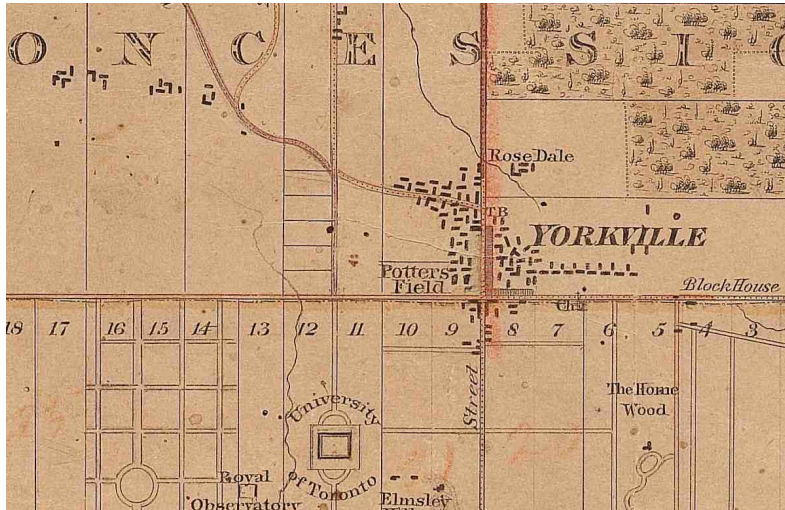 O N C E S S I
Rose Dale
T.B
YORKVILLE
Potters
Field
Block House
18 17 16 15 14 13 12 11 10 9 8 7 6 5 4 3
Street
The Home
Wood
University
of Toronto
Royal
Observatory
Elmsley